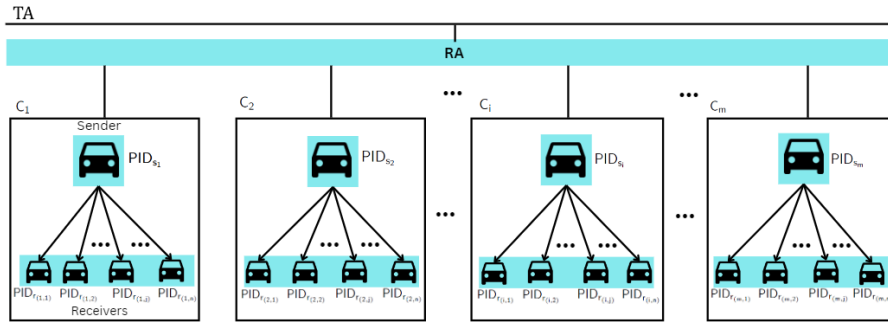 TA
RA
C₁
C₂
...
Cᵢ
...
Cₘ
Sender
PIDₛ₁
PIDₛ₂
PIDₛᵢ
PIDₛₘ
... ...
... ...
... ...
... ...
...
...
PIDᵣ₍₁,₁₎ PIDᵣ₍₁,₂₎ PIDᵣ₍₁,ⱼ₎ PIDᵣ₍₁,ₙ₎
PIDᵣ₍₂,₁₎ PIDᵣ₍₂,₂₎ PIDᵣ₍₂,ⱼ₎ PIDᵣ₍₂,ₙ₎
PIDᵣ₍ᵢ,₁₎ PIDᵣ₍ᵢ,₂₎ PIDᵣ₍ᵢ,ⱼ₎ PIDᵣ₍ᵢ,ₙ₎
PIDᵣ₍ₘ,₁₎ PIDᵣ₍ₘ,₂₎ PIDᵣ₍ₘ,ⱼ₎ PIDᵣ₍ₘ,ₙ₎
Receivers